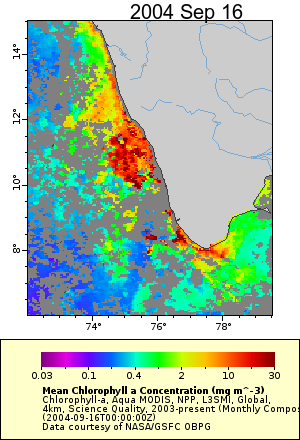 2004 Sep 16
14°
12°
10°
8°
74° 76° 78°
0.03 0.1 0.4 1 3 10 30
Mean Chlorophyll a Concentration (mg m^-3)
Chlorophyll-a, Aqua MODIS, NPP, L3SMI, Global,
4km, Science Quality, 2003-present (Monthly Compos
(2004-09-16T00:00:00Z)
Data courtesy of NASA/GSFC OBPG